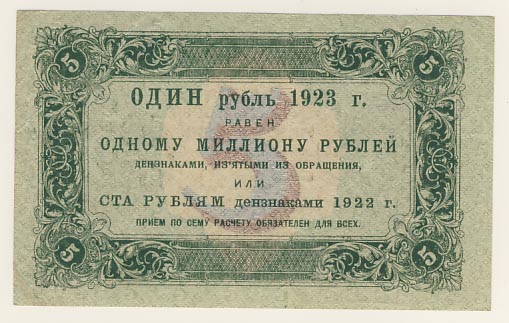 5 5
ОДИН рубль 1923 г.
РАВЕН
ОДНОМУ МИЛЛИОНУ РУБЛЕЙ
ДЕНЗНАКАМИ, ИЗ'ЯТЫМИ ИЗ ОБРАЩЕНИЯ,
ИЛИ
СТА РУБЛЯМ дензнаками 1922 г.
ПРИЕМ ПО СЕМУ РАСЧЕТУ ОБЯЗАТЕЛЕН ДЛЯ ВСЕХ.
5
5 5